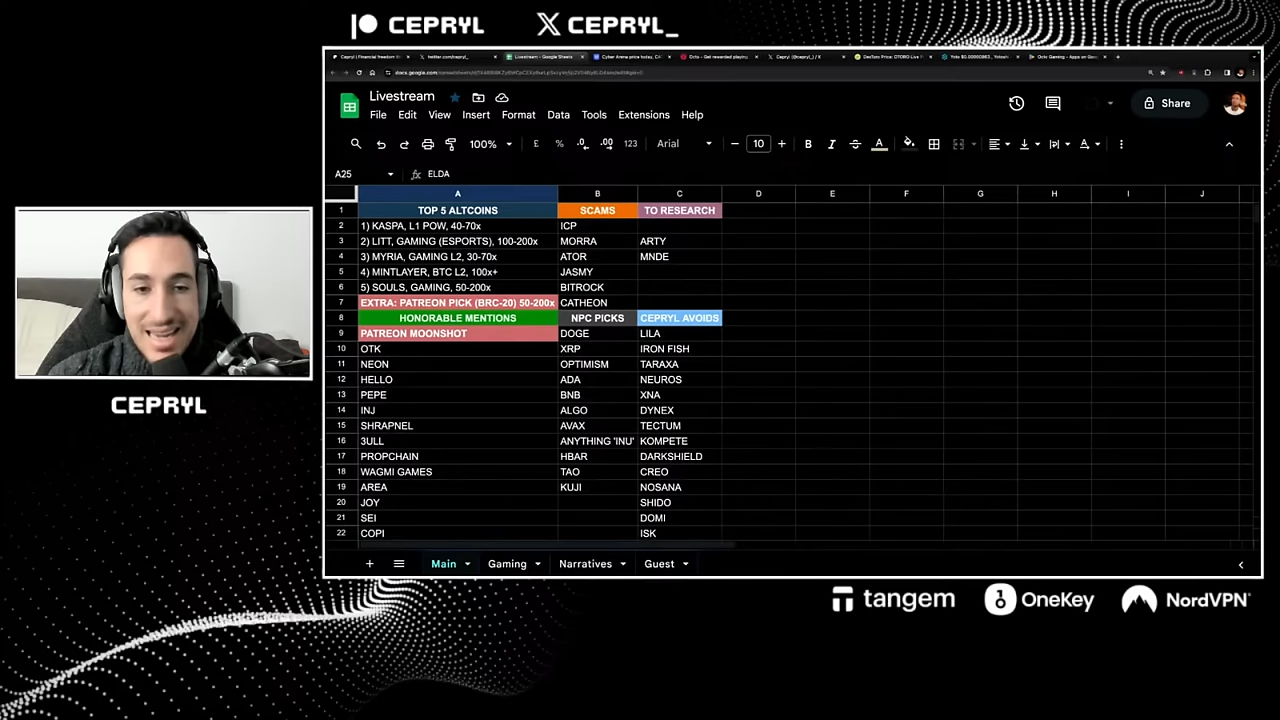 CEPRYL
CEPRYL_
Livestream
File Edit View Insert Format Data Tools Extensions Help
Share
100% £ % .0 .00 123 Arial 10 B I A
A25 fx ELDA
A B C D E F G H I J
1 TOP 5 ALTCOINS SCAMS TO RESEARCH
2 1) KASPA, L1 POW, 40-70x ICP
3 2) LITT, GAMING (ESPORTS), 100-200x MORRA ARTY
4 3) MYRIA, GAMING L2, 30-70x ATOR MNDE
5 4) MINTLAYER, BTC L2, 100x+ JASMY
6 5) SOULS, GAMING, 50-200x BITROCK
7 EXTRA: PATREON PICK (BRC-20) 50-200x CATHEON
8 HONORABLE MENTIONS NPC PICKS CEPRYL AVOIDS
9 PATREON MOONSHOT DOGE LILA
10 OTK XRP IRON FISH
11 NEON OPTIMISM TARAXA
12 HELLO ADA NEUROS
13 PEPE BNB XNA
14 INJ ALGO DYNEX
15 SHRAPNEL AVAX TECTUM
16 3ULL ANYTHING 'INU' KOMPETE
17 PROPCHAIN HBAR DARKSHIELD
18 WAGMI GAMES TAO CREO
19 AREA KUJI NOSANA
20 JOY SHIDO
21 SEI DOMI
22 COPI ISK
Main Gaming Narratives Guest
CEPRYL
tangem OneKey NordVPN